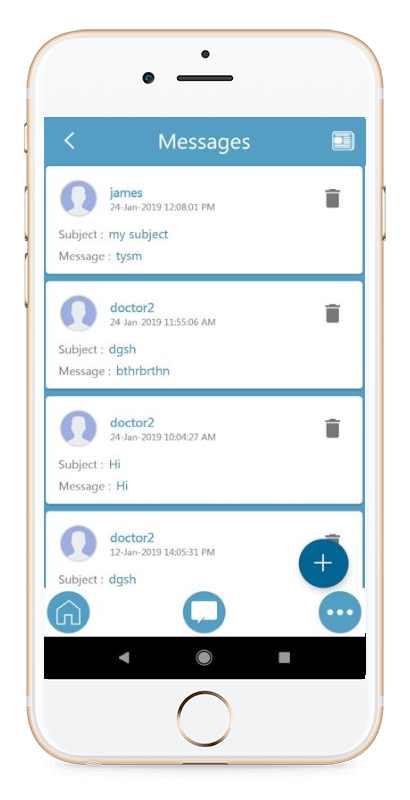 Messages
james
24-Jan-2019 12:08:01 PM
Subject : my subject
Message : tysm
doctor2
24-Jan-2019 11:55:06 AM
Subject : dgsh
Message : bthrbrthn
doctor2
24-Jan-2019 10:04:27 AM
Subject : Hi
Message : Hi
doctor2
12-Jan-2019 14:05:31 PM
Subject : dgsh